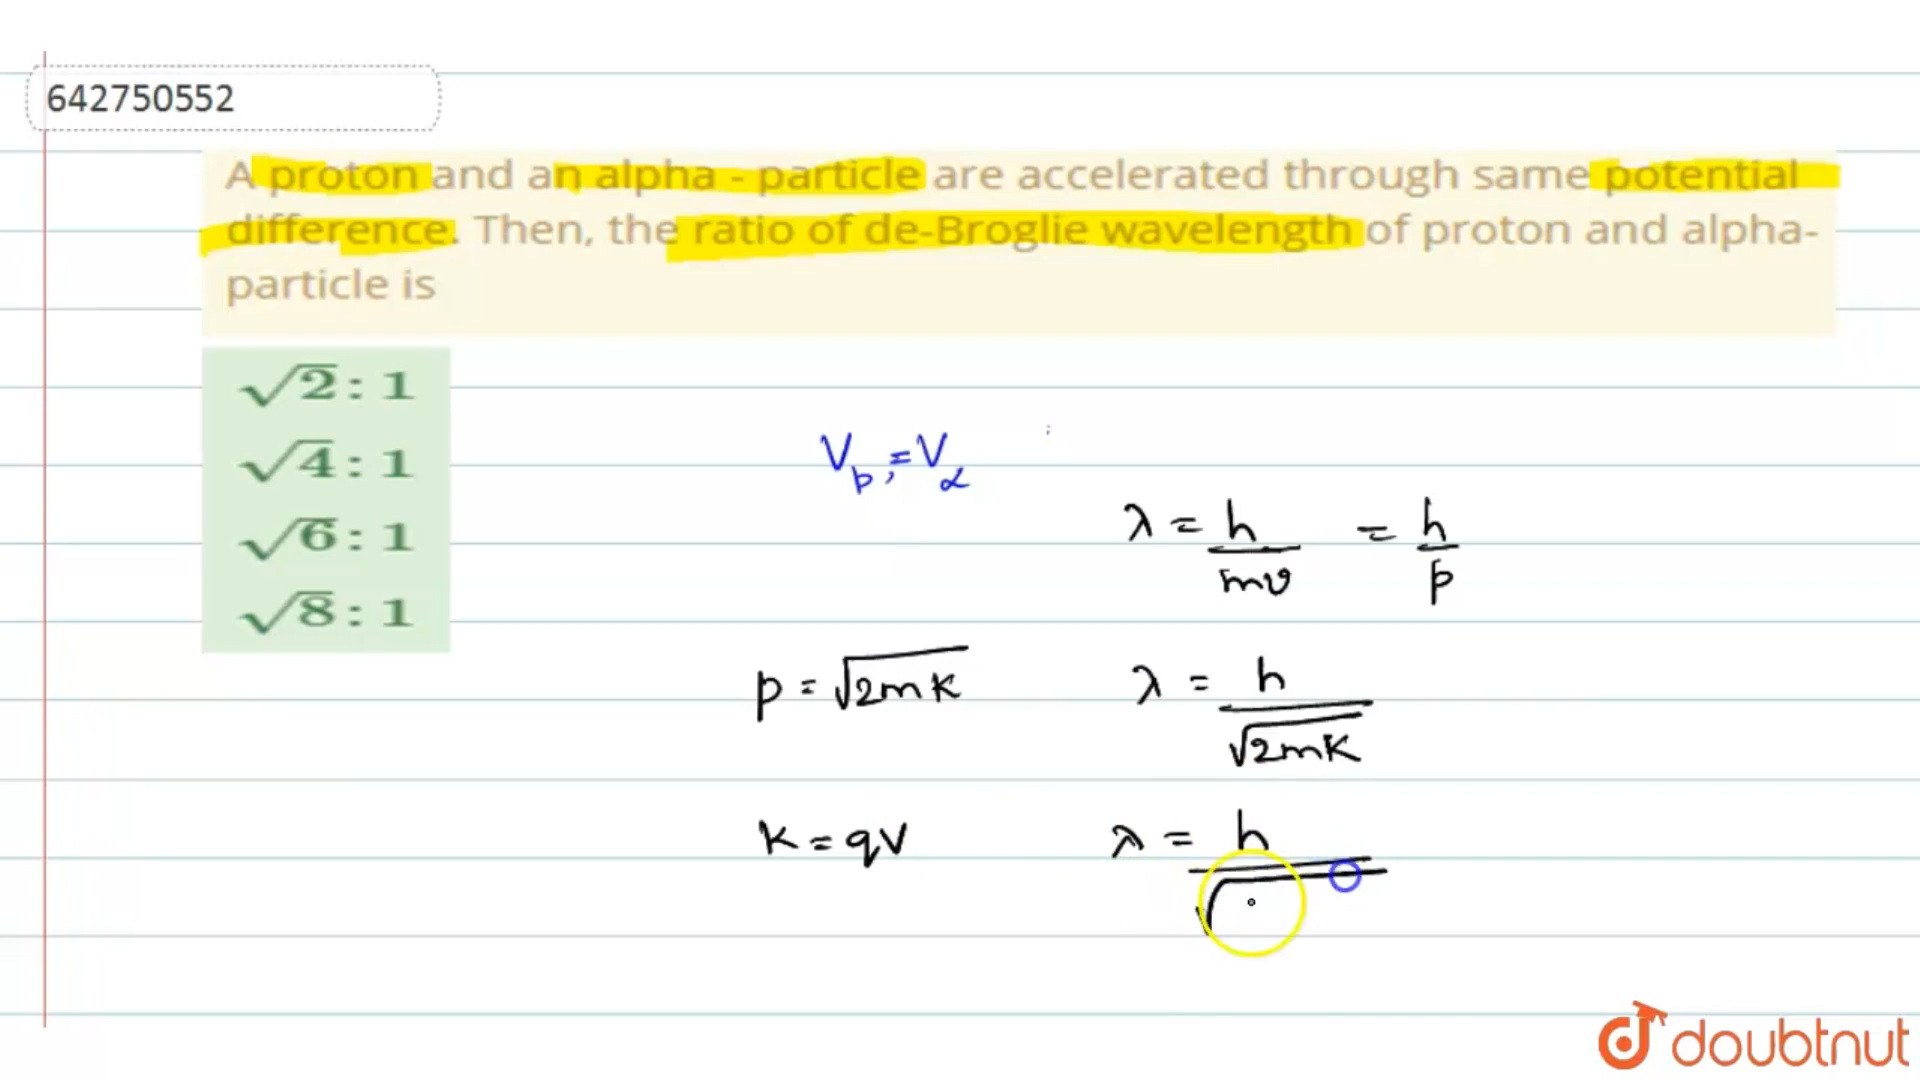 642750552
A proton and an alpha - particle are accelerated through same potential
difference. Then, the ratio of de-Broglie wavelength of proton and alpha-
particle is
√2 : 1
√4 : 1
√6 : 1
√8 : 1
V_p, = V_α
λ = h/mv = h/p
p = √2mK λ = h/√2mK
K = qV λ = h/√
doubtnut